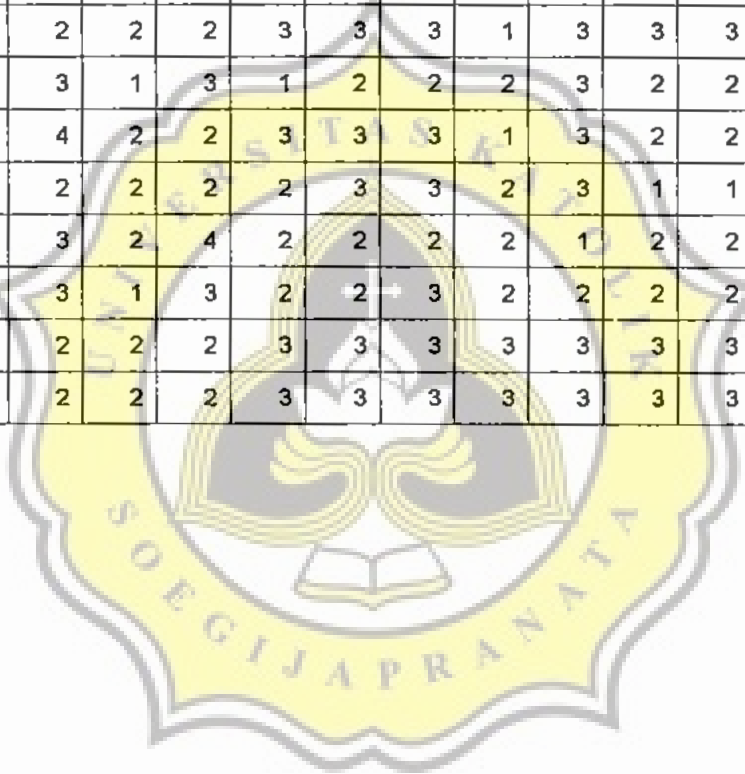 2 2 2 3 3 3 1 3 3 3
3 1 3 1 2 2 2 3 2 2
4 2 2 3 3 3 1 3 2 2
2 2 2 2 3 3 2 3 1 1
3 2 4 2 2 2 2 1 2 2
3 1 3 2 2 3 2 2 2 2
2 2 2 3 3 3 3 3 3 3
2 2 2 3 3 3 3 3 3 3
UNIVERSITAS KATOLIK
SOEGIJAPRANATA